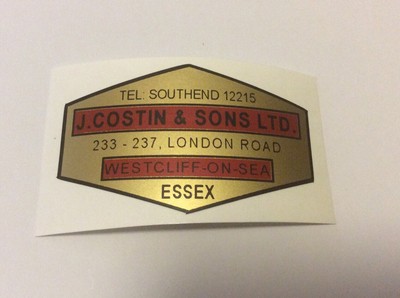 TEL: SOUTHEND 12215
J.COSTIN & SONS LTD.
233 - 237, LONDON ROAD
WESTCLIFF-ON-SEA
ESSEX